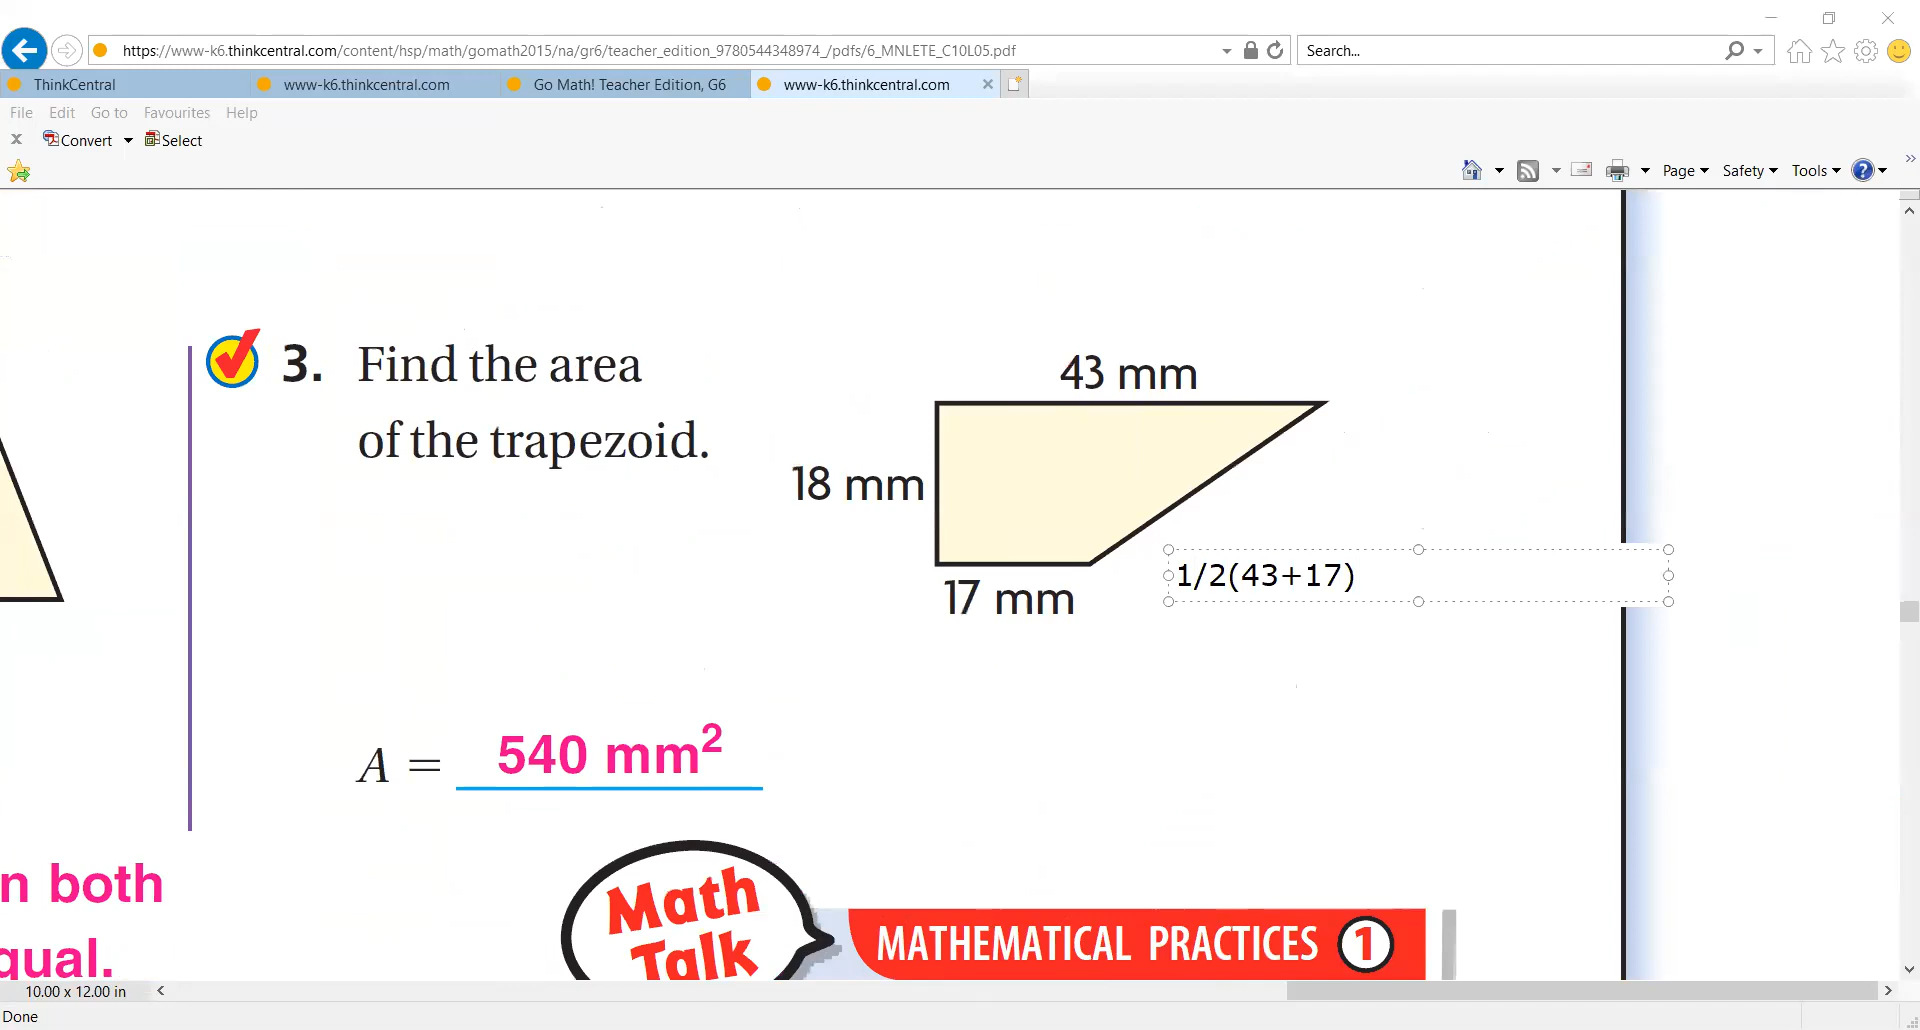 https://www-k6.thinkcentral.com/content/hsp/math/gomath2015/na/gr6/teacher_edition_9780544348974_/pdfs/6_MNLETE_C10L05.pdf
Search...
ThinkCentral
www-k6.thinkcentral.com
Go Math! Teacher Edition, G6
www-k6.thinkcentral.com
File Edit Go to Favourites Help
x Convert Select
Page Safety Tools
3. Find the area
of the trapezoid.
43 mm
18 mm
17 mm
1/2(43+17)
A = 540 mm²
n both
qual.
Math
Talk
MATHEMATICAL PRACTICES 1
10.00 x 12.00 in
Done